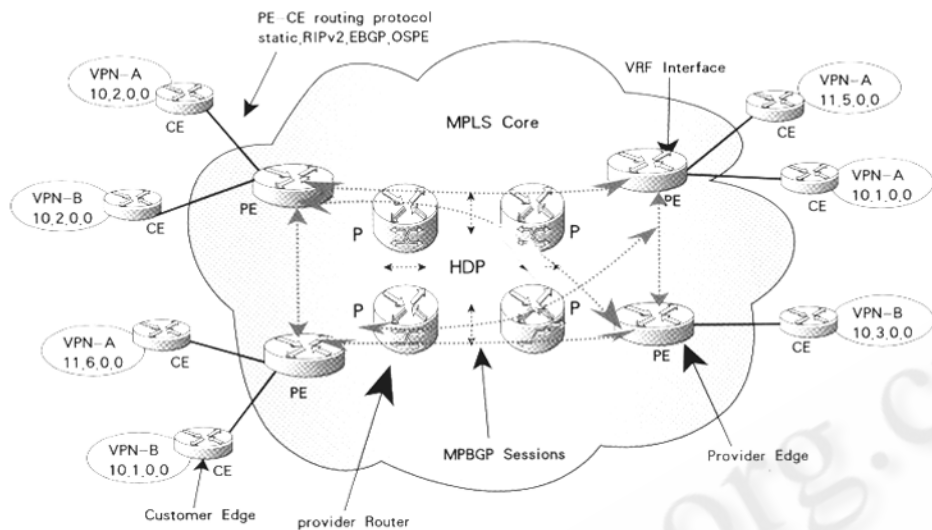 PE-CE routing protocol
static,RIPv2,EBGP,OSPE
VPN-A
10,2,0,0
CE
VRF Interface
VPN-A
11,5,0,0
CE
MPLS Core
VPN-B
10,2,0,0
CE
PE
PE
VPN-A
10,1,0,0
CE
P
P
HDP
P
P
VPN-A
11,6,0,0
CE
PE
PE
VPN-B
10,3,0,0
CE
VPN-B
10,1,0,0
CE
MPBGP Sessions
Provider Edge
Customer Edge
provider Router
org.c